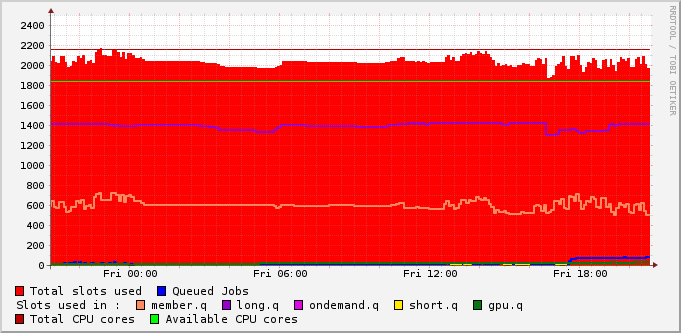 2400
2200
2000
1800
1600
1400
1200
1000
800
600
400
200
0
Fri 00:00 Fri 06:00 Fri 12:00 Fri 18:00
RRDTOOL / TOBI OETIKER
Total slots used Queued Jobs
Slots used in : member.q long.q ondemand.q short.q gpu.q
Total CPU cores Available CPU cores